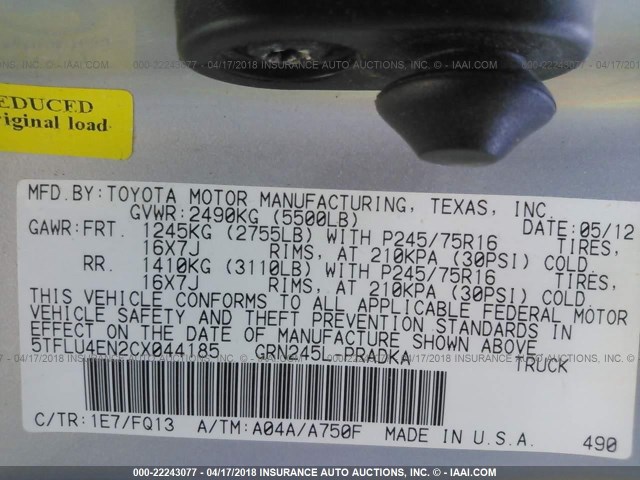 000-22243077 - 04/17/2018 INSURANCE AUTO AUCTIONS, INC. - © IAAI.COM
EDUCED
riginal load
MFD.BY:TOYOTA MOTOR MANUFACTURING, TEXAS, INC.
GVWR:2490KG (5500LB) DATE: 05/12
GAWR:FRT. 1245KG (2755LB) WITH P245/75R16 TIRES,
16X7J RIMS, AT 210KPA (30PSI) COLD
RR. 1410KG (3110LB) WITH P245/75R16 TIRES,
16X7J RIMS, AT 210KPA (30PSI) COLD
THIS VEHICLE CONFORMS TO ALL APPLICABLE FEDERAL MOTOR
VEHICLE SAFETY AND THEFT PREVENTION STANDARDS IN
EFFECT ON THE DATE OF MANUFACTURE SHOWN ABOVE.
5TFLU4EN2CX044185 GRN245L-PRADKA TRUCK
C/TR:1E7/FQ13 A/TM:A04A/A750F MADE IN U.S.A. 490
000-22243077 - 04/17/2018 INSURANCE AUTO AUCTIONS, INC. - © IAAI.COM